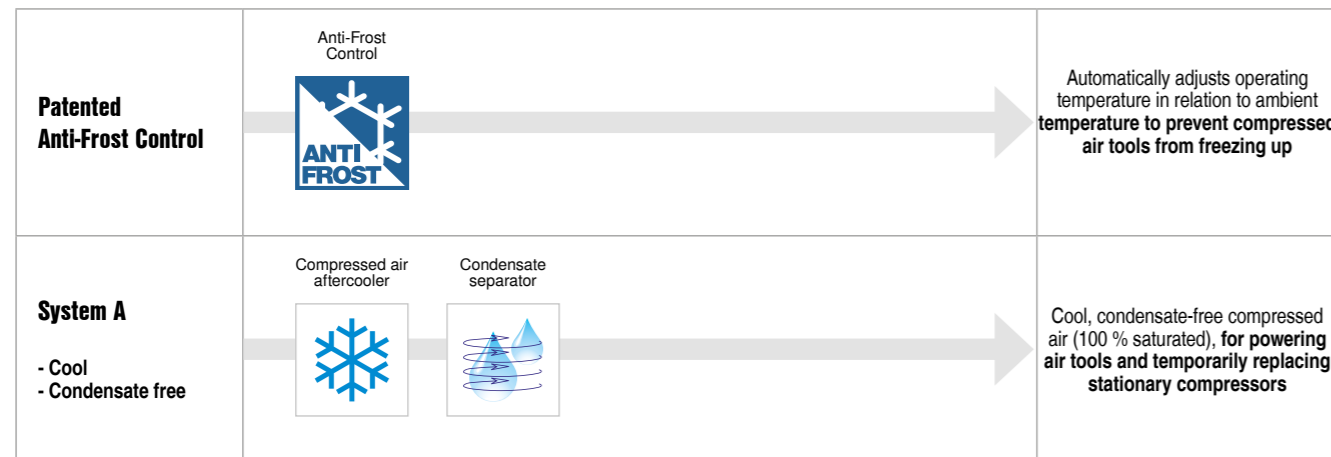 Patented
Anti-Frost Control
Anti-Frost
Control
ANTI
FROST
Automatically adjusts operating
temperature in relation to ambient
temperature to prevent compressed
air tools from freezing up
System A
- Cool
- Condensate free
Compressed air
aftercooler
Condensate
separator
Cool, condensate-free compressed
air (100 % saturated), for powering
air tools and temporarily replacing
stationary compressors